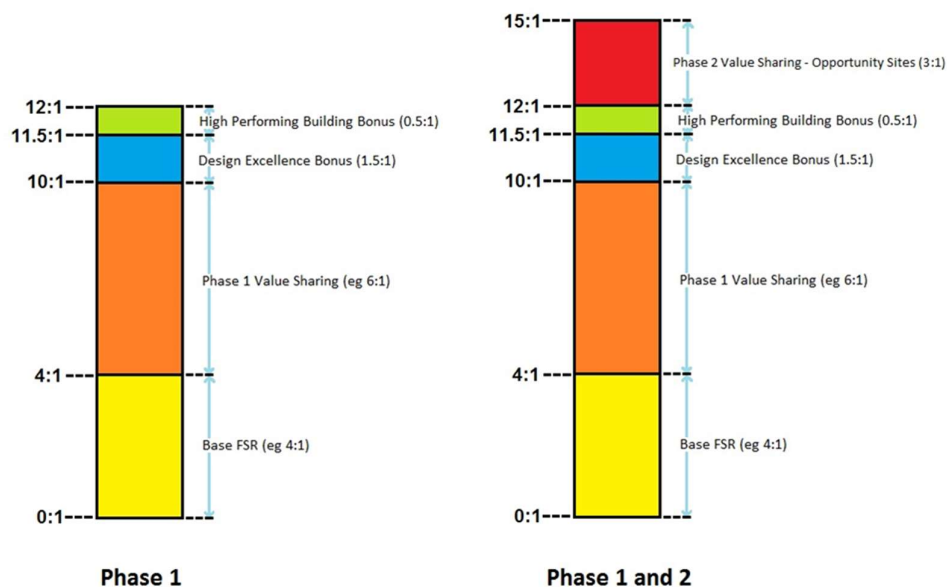 12:1
High Performing Building Bonus (0.5:1)
11.5:1
Design Excellence Bonus (1.5:1)
10:1
Phase 1 Value Sharing (eg 6:1)
4:1
Base FSR (eg 4:1)
0:1
Phase 1
15:1
Phase 2 Value Sharing - Opportunity Sites (3:1)
12:1
High Performing Building Bonus (0.5:1)
11.5:1
Design Excellence Bonus (1.5:1)
10:1
Phase 1 Value Sharing (eg 6:1)
4:1
Base FSR (eg 4:1)
0:1
Phase 1 and 2